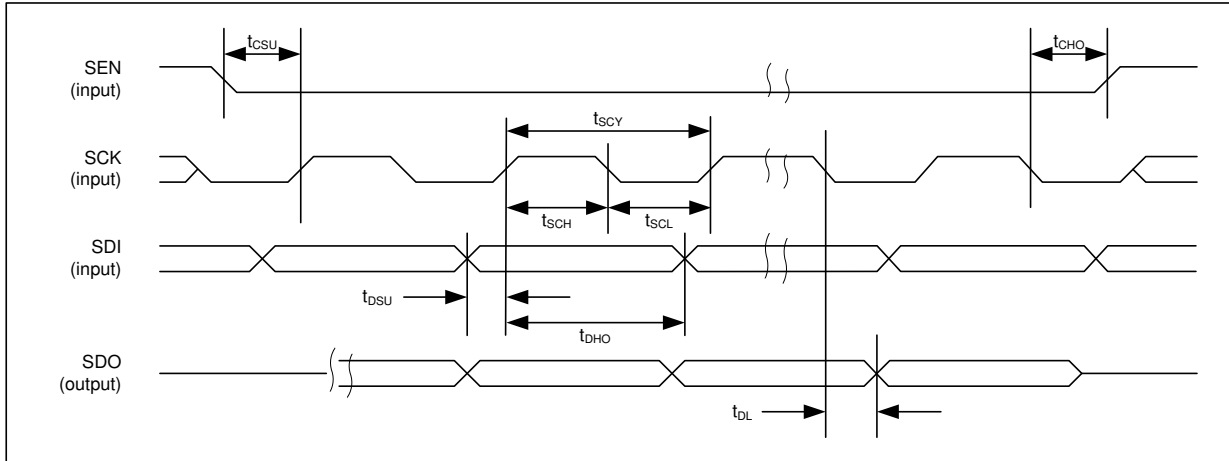 tCSU
tCHO
SEN
(input)
tSCY
SCK
(input)
tSCH
tSCL
SDI
(input)
tDSU
tDHO
SDO
(output)
tDL